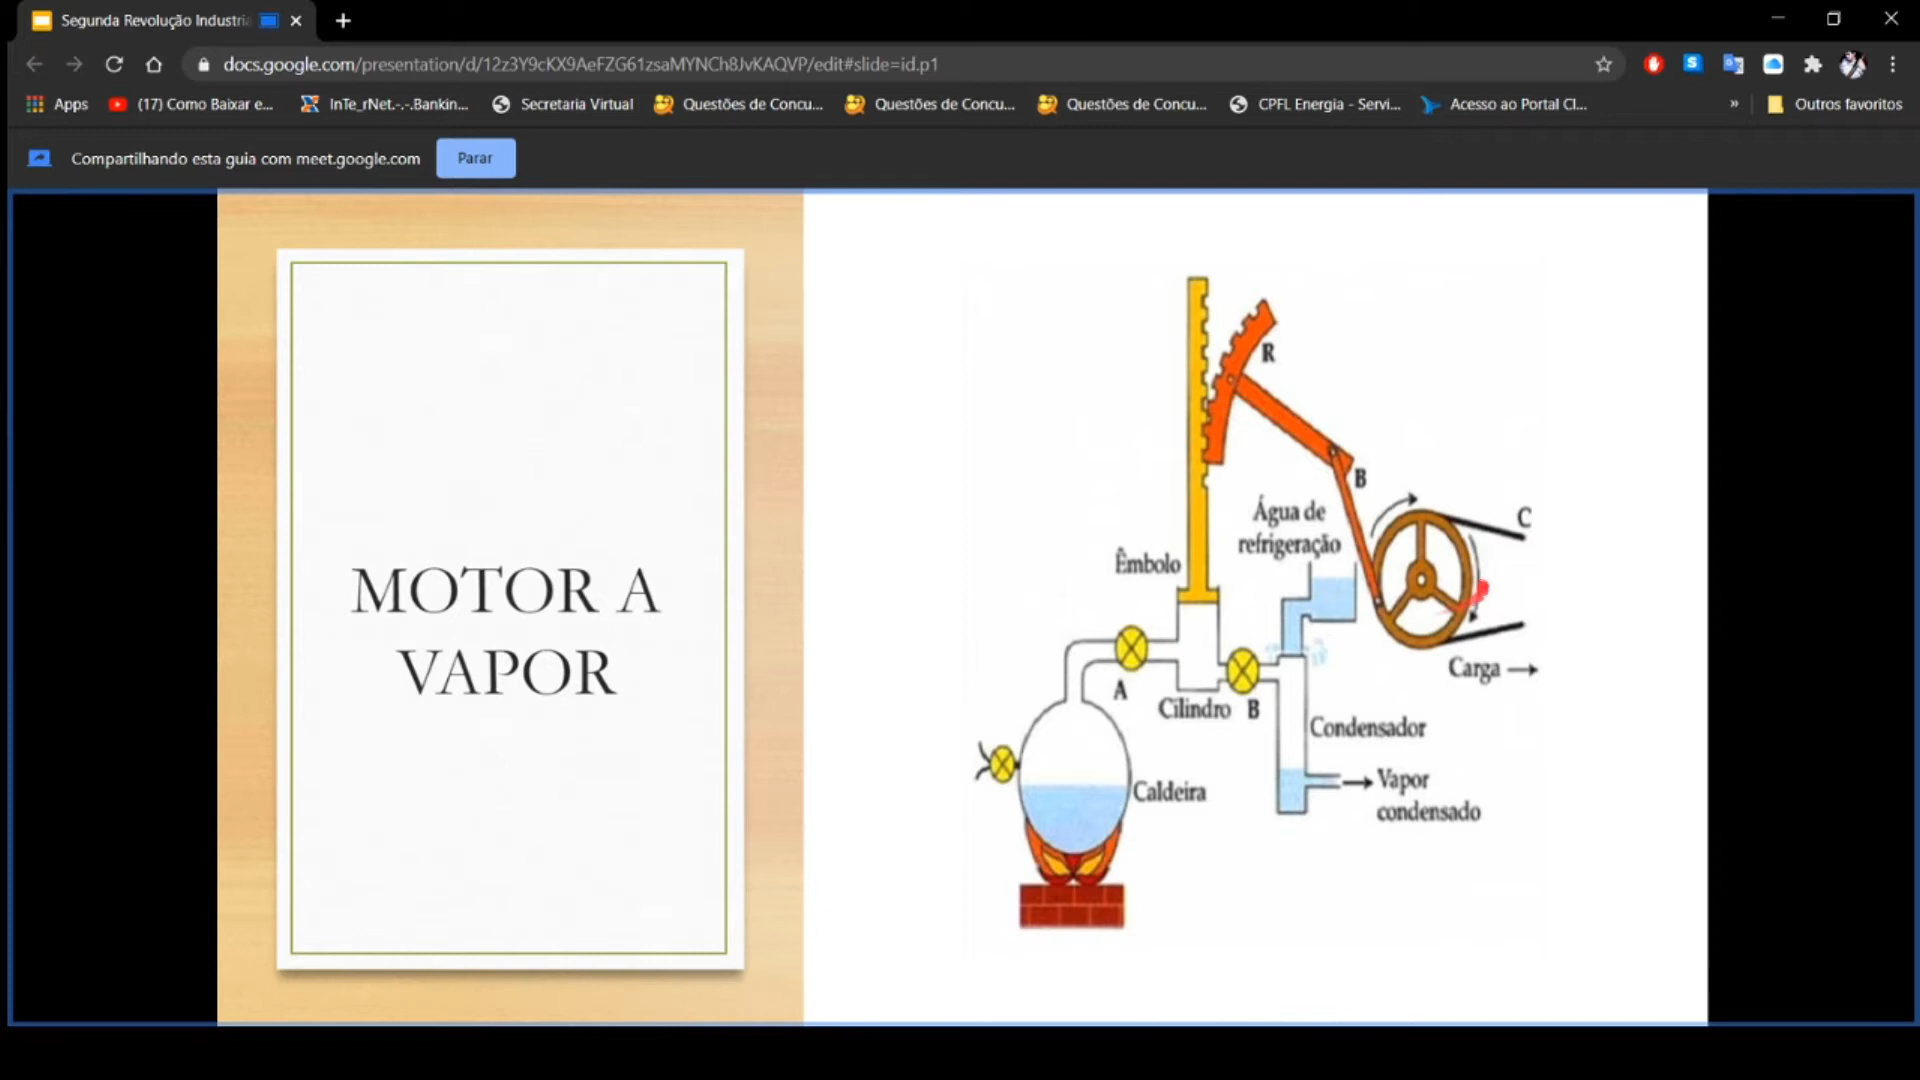 Segunda Revolução Industria
docs.google.com/presentation/d/12z3Y9cKX9AeFZG61zsaMYNCh8JvKAQVP/edit#slide=id.p1
Apps
(17) Como Baixar e...
InTe_rNet.-.-.Bankin...
Secretaria Virtual
Questões de Concu...
Questões de Concu...
Questões de Concu...
CPFL Energia - Servi...
Acesso ao Portal Cl...
»
Outros favoritos
Compartilhando esta guia com meet.google.com
Parar
MOTOR A
VAPOR
R
B
Água de
refrigeração
C
Êmbolo
Carga
A
Cilindro
B
Condensador
Caldeira
Vapor
condensado